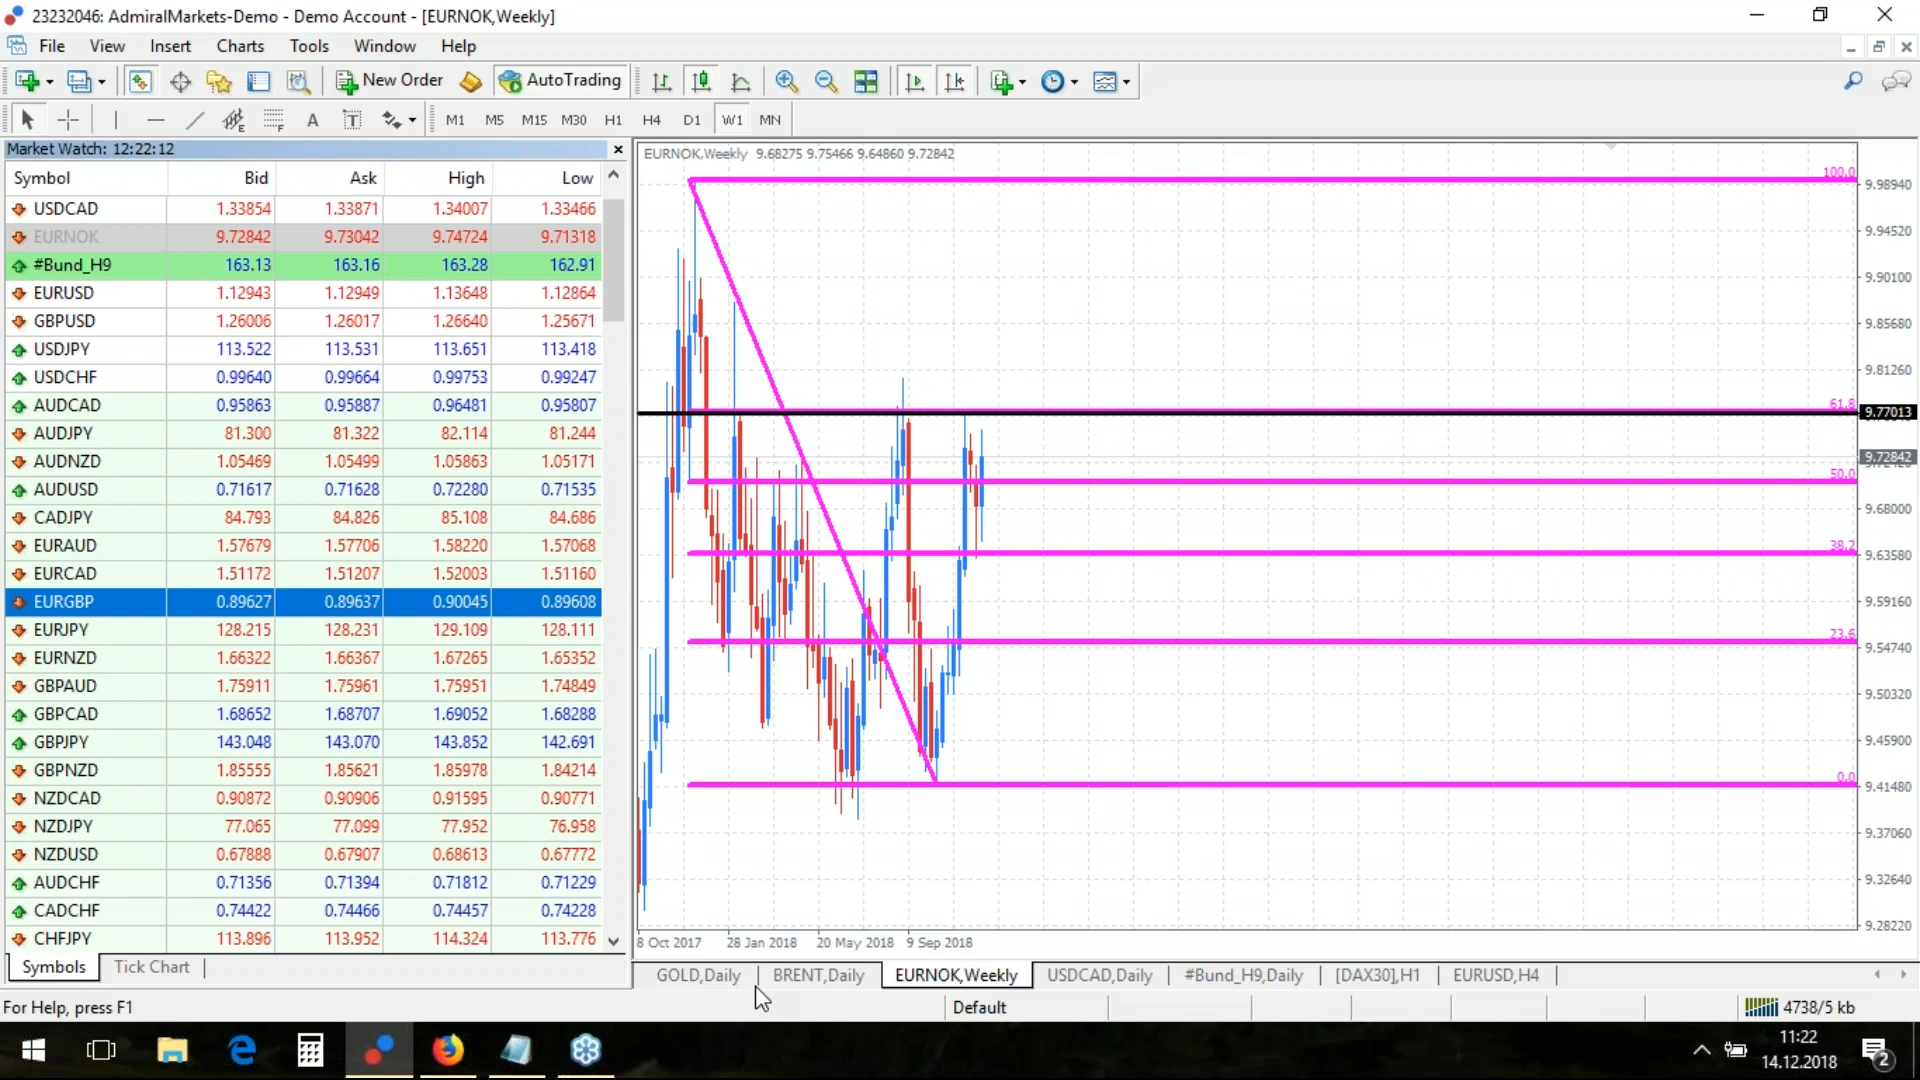 23232046: AdmiralMarkets-Demo - Demo Account - [EURNOK,Weekly]
File View Insert Charts Tools Window Help
New Order AutoTrading
M1 M5 M15 M30 H1 H4 D1 W1 MN
Market Watch: 12:22:12
Symbol Bid Ask High Low
USDCAD 1.33854 1.33871 1.34007 1.33466
EURNOK 9.72842 9.73042 9.74724 9.71318
#Bund_H9 163.13 163.16 163.28 162.91
EURUSD 1.12943 1.12949 1.13648 1.12864
GBPUSD 1.26006 1.26017 1.26640 1.25671
USDJPY 113.522 113.531 113.651 113.418
USDCHF 0.99640 0.99664 0.99753 0.99247
AUDCAD 0.95863 0.95887 0.96481 0.95807
AUDJPY 81.300 81.322 82.114 81.244
AUDNZD 1.05469 1.05499 1.05863 1.05171
AUDUSD 0.71617 0.71628 0.72280 0.71535
CADJPY 84.793 84.826 85.108 84.686
EURAUD 1.57679 1.57706 1.58220 1.57068
EURCAD 1.51172 1.51207 1.52003 1.51160
EURGBP 0.89627 0.89637 0.90045 0.89608
EURJPY 128.215 128.231 129.109 128.111
EURNZD 1.66322 1.66367 1.67265 1.65352
GBPAUD 1.75911 1.75961 1.75951 1.74849
GBPCAD 1.68652 1.68707 1.69052 1.68288
GBPJPY 143.048 143.070 143.852 142.691
GBPNZD 1.85555 1.85621 1.85978 1.84214
NZDCAD 0.90872 0.90906 0.91595 0.90771
NZDJPY 77.065 77.099 77.952 76.958
NZDUSD 0.67888 0.67907 0.68613 0.67772
AUDCHF 0.71356 0.71394 0.71812 0.71229
CADCHF 0.74422 0.74466 0.74457 0.74228
CHFJPY 113.896 113.952 114.324 113.776
Symbols Tick Chart
EURNOK,Weekly 9.68275 9.75466 9.64860 9.72842
100.0
9.98940
9.94520
9.90100
9.85680
9.81260
61.8
9.77013
9.72842
50.0
9.68000
38.2
9.63580
9.59160
23.6
9.54740
9.50320
9.45900
0.0
9.41480
9.37060
9.32640
9.28220
8 Oct 2017 28 Jan 2018 20 May 2018 9 Sep 2018
GOLD,Daily BRENT,Daily EURNOK,Weekly USDCAD,Daily #Bund_H9,Daily [DAX30],H1 EURUSD,H4
For Help, press F1 Default 4738/5 kb
11:22
14.12.2018
2